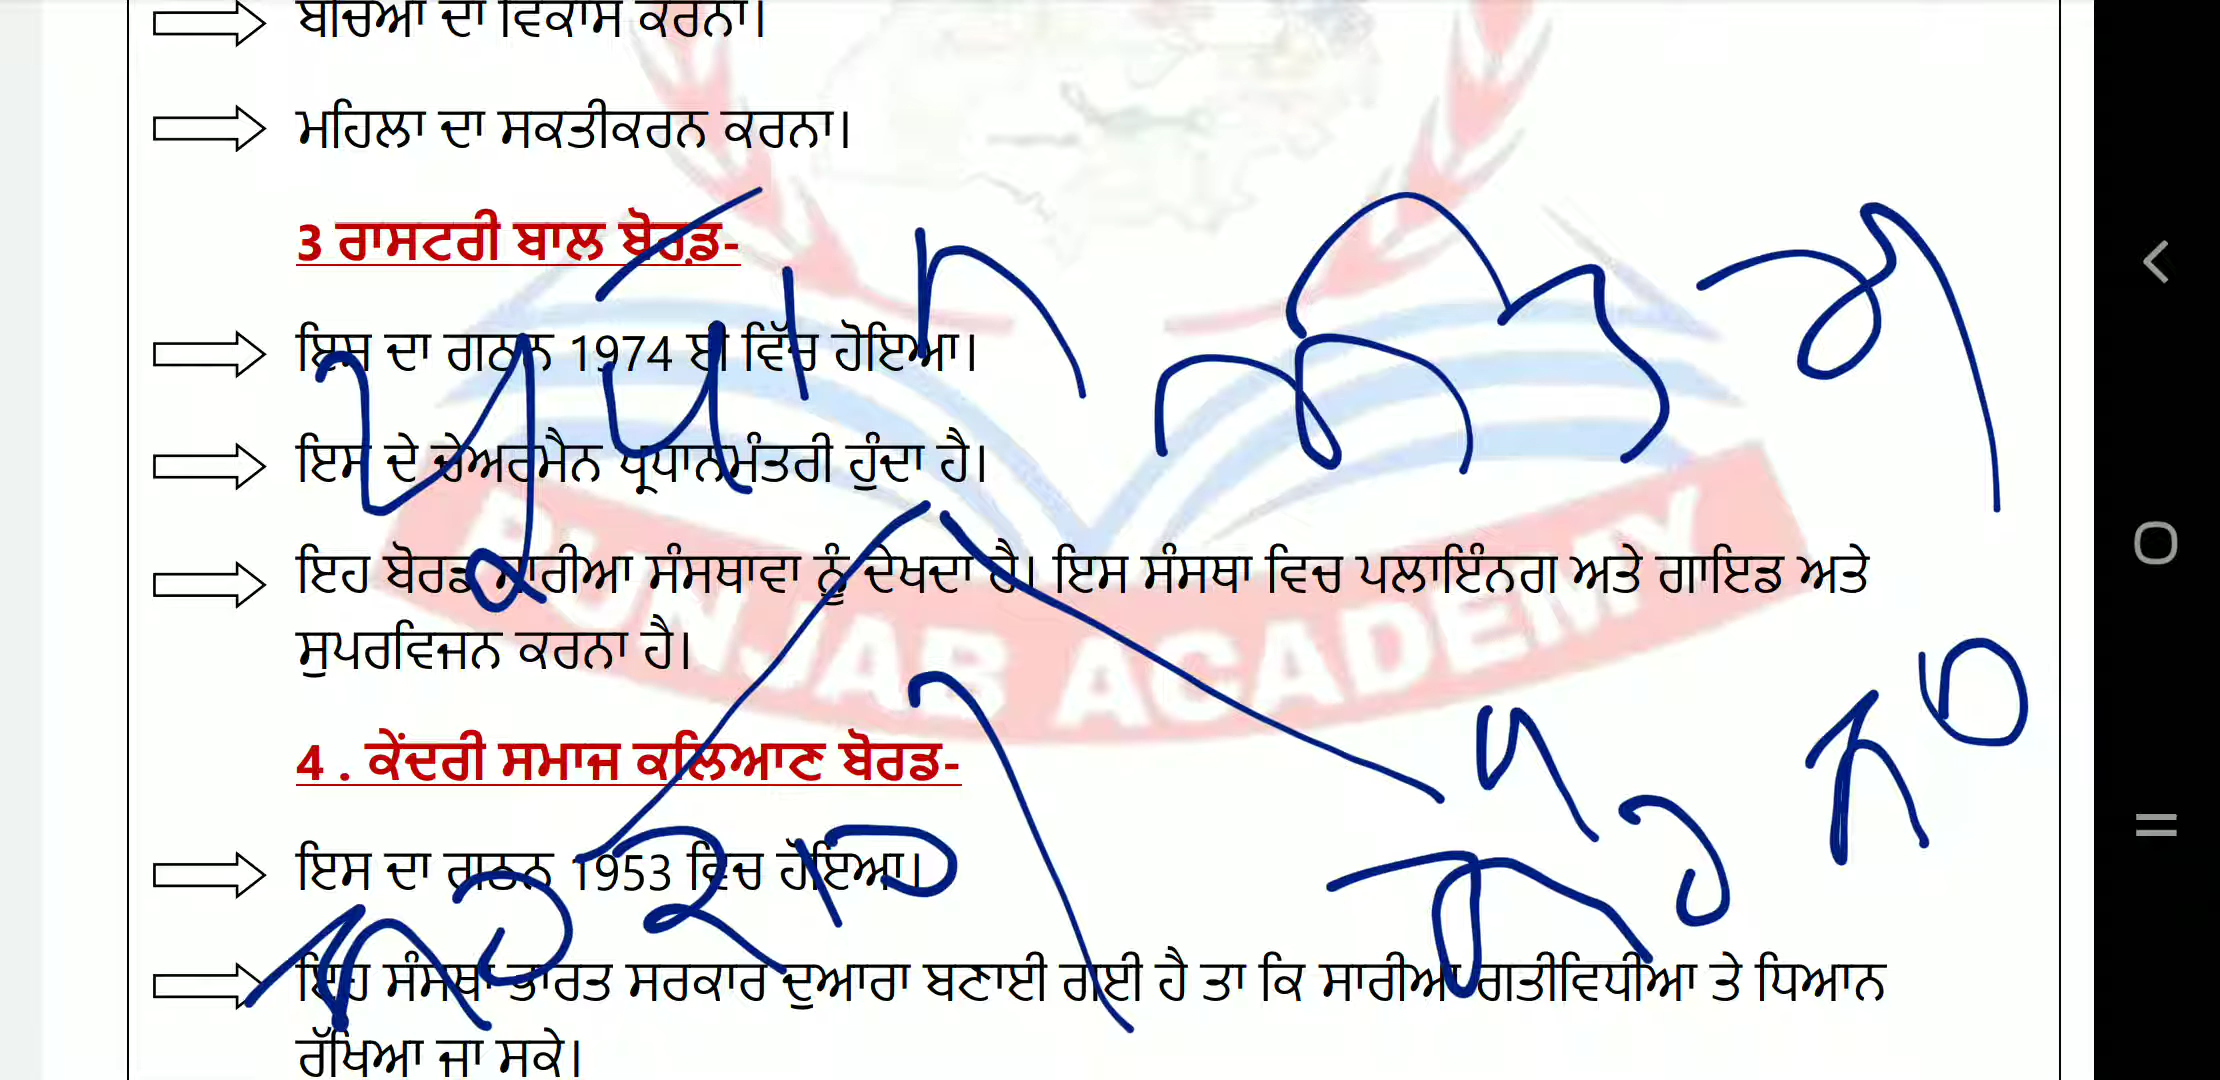 ਬਚਿਆ ਦਾ ਵਿਕਾਸ ਕਰਨਾ।
ਮਹਿਲਾ ਦਾ ਸਕਤੀਕਰਨ ਕਰਨਾ।
3 ਰਾਸਟਰੀ ਬਾਲ ਬੋਰਡ਼-
ਇਸ ਦਾ ਗਠਨ 1974 ਈ ਵਿੱਚ ਹੋਇਆ।
ਇਸ ਦੇ ਚੇਅਰਮੈਨ ਪ੍ਰਧਾਨਮੰਤਰੀ ਹੁੰਦਾ ਹੈ।
ਇਹ ਬੋਰਡ ਸਾਰੀਆ ਸੰਸਥਾਵਾ ਨੂੰ ਦੇਖਦਾ ਹੈ। ਇਸ ਸੰਸਥਾ ਵਿਚ ਪਲਾਇੰਨਗ ਅਤੇ ਗਾਇਡ ਅਤੇ
ਸੁਪਰਵਿਜਨ ਕਰਨਾ ਹੈ।
PUNJAB ACADEMY
4 . ਕੇਂਦਰੀ ਸਮਾਜ ਕਲਿਆਣ ਬੋਰਡ-
ਇਸ ਦਾ ਗਠਨ 1953 ਵਿਚ ਹੋਇਆ।
ਇਹ ਸੰਸਥਾ ਭਾਰਤ ਸਰਕਾਰ ਦੁਆਰਾ ਬਣਾਈ ਗਈ ਹੈ ਤਾ ਕਿ ਸਾਰੀਆ ਗਤੀਵਿਧੀਆ ਤੇ ਧਿਆਨ
ਰੱਖਿਆ ਜਾ ਸਕੇ।